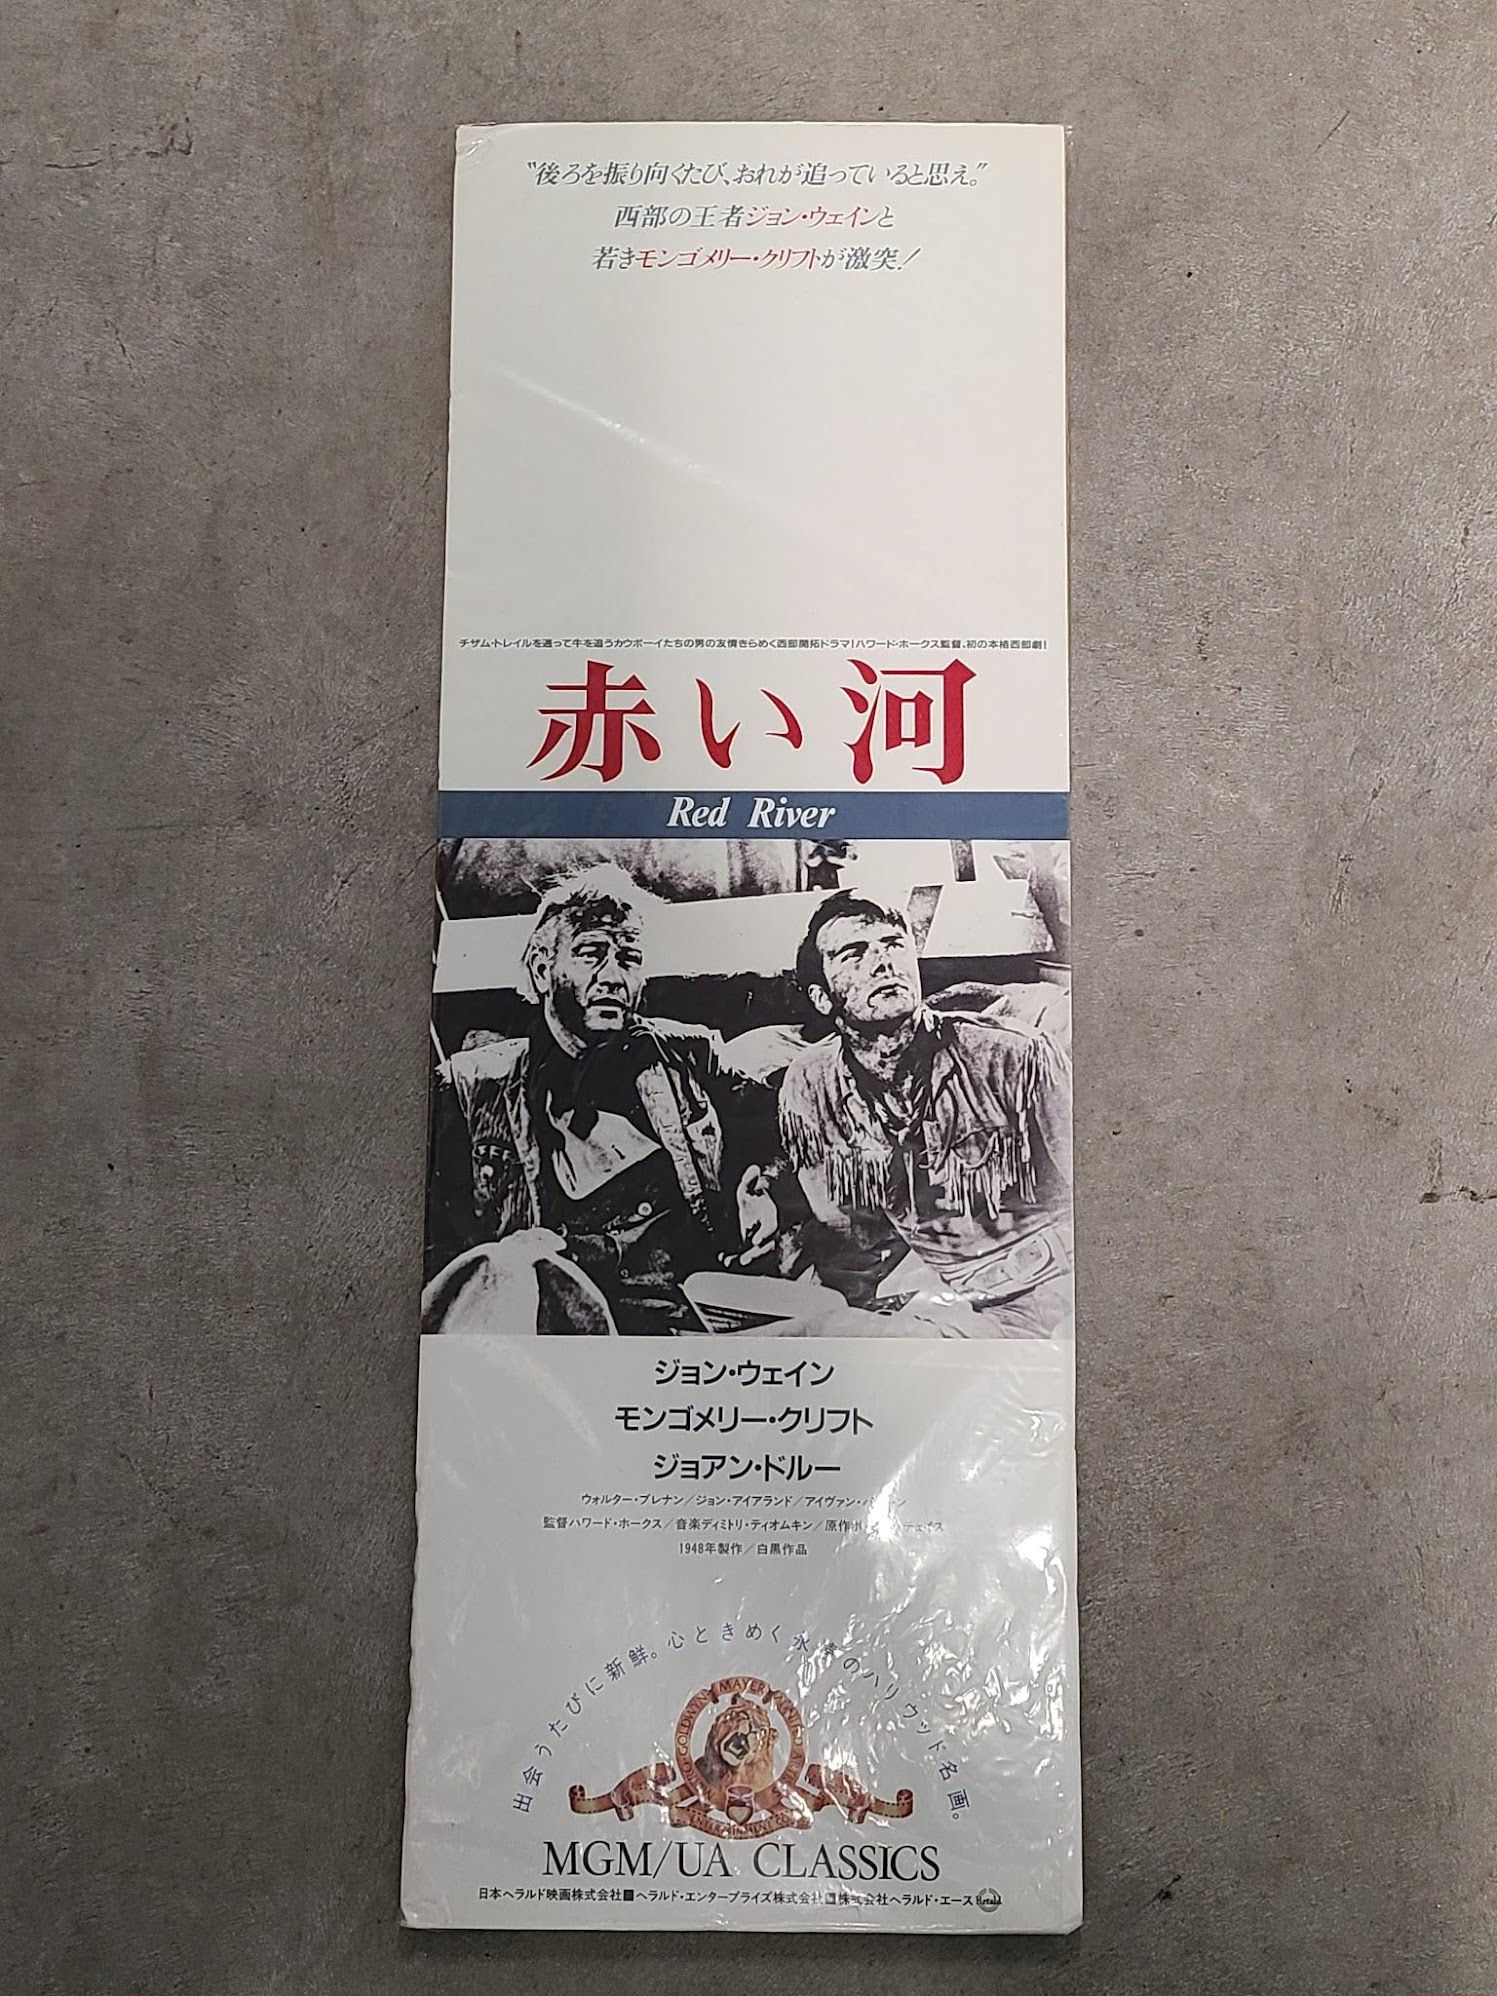 “後ろを振り向くたび、おれが追っていると思え。”
西部の王者ジョン・ウェインと
若きモンゴメリー・クリフトが激突!
チザム・トレイルを通って牛を追うカウボーイたちの男の友情きらめく西部開拓ドラマ!ハワード・ホークス監督、初の本格西部劇!
赤い河
Red River
ジョン・ウェイン
モンゴメリー・クリフト
ジョアン・ドルー
ウォルター・ブレナン/ジョン・アイアランド/アイヴァン・
監督ハワード・ホークス/音楽ディミトリ・ティオムキン/原作
1948年製作/白黒作品
出会うたびに新鮮。心ときめく永 のハリウッド名画。
METRO-GOLDWYN-MAYER/UNITED
ENTERTAINMENT CO.
MGM/UA CLASSICS
日本ヘラルド映画株式会社■ヘラルド・エンタープライズ株式会社■株式会社ヘラルド・エース Herald